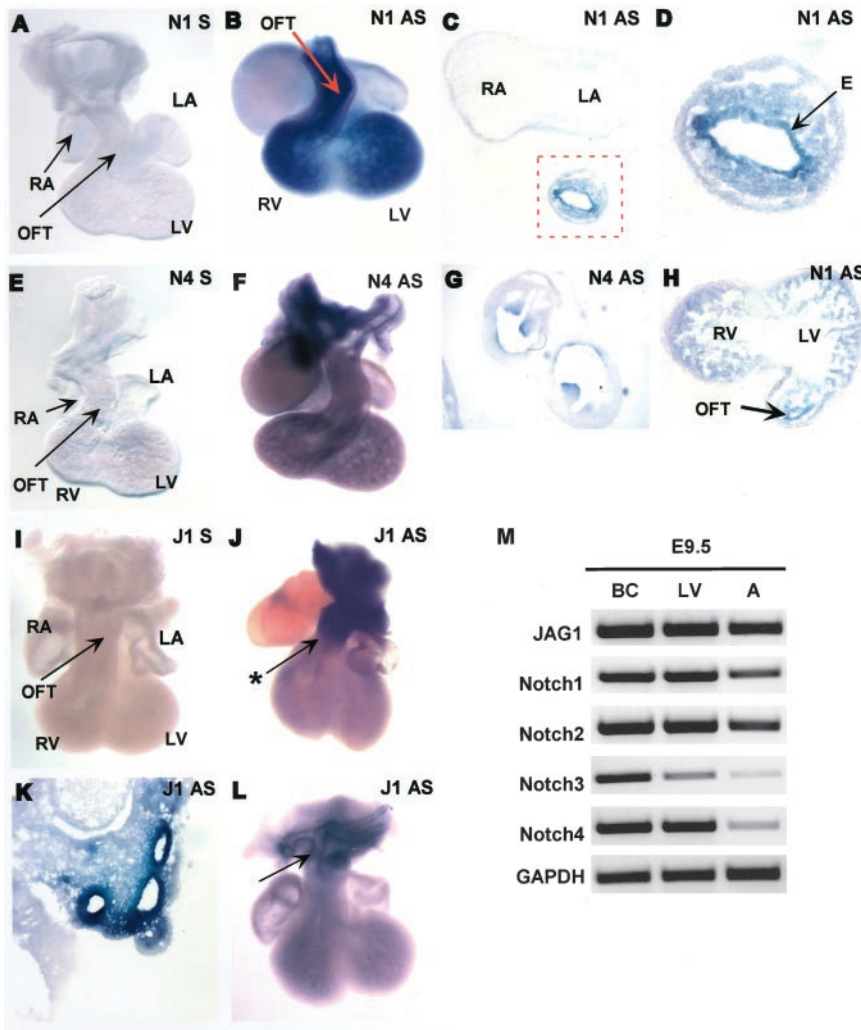 A N1 S
LA
RA
OFT
LV
B N1 AS
OFT
RV
LV
C N1 AS
RA LA
D N1 AS
E
E N4 S
LA
RA
OFT
RV LV
F N4 AS
G N4 AS
H N1 AS
RV LV
OFT
I J1 S
RA
LA
OFT
RV LV
J J1 AS
*
K J1 AS
L J1 AS
M
E9.5
BC LV A
JAG1
Notch1
Notch2
Notch3
Notch4
GAPDH